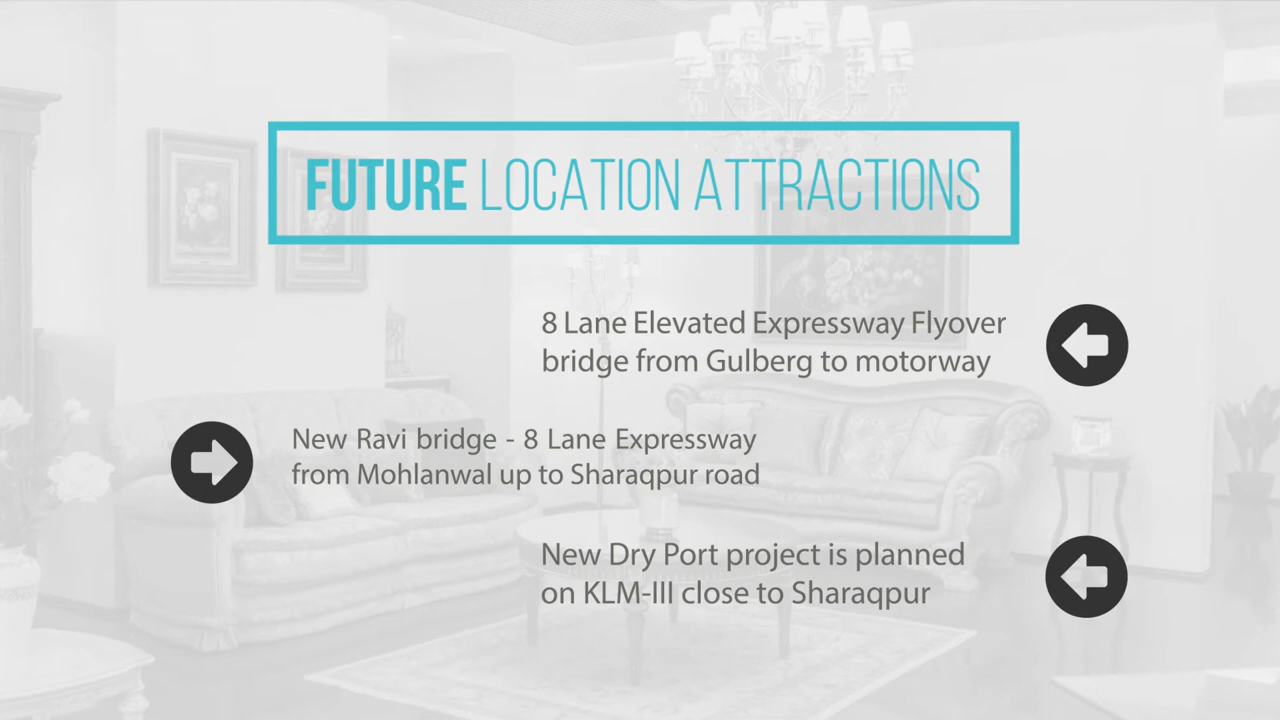 FUTURE LOCATION ATTRACTIONS
8 Lane Elevated Expressway Flyover
bridge from Gulberg to motorway
New Ravi bridge - 8 Lane Expressway
from Mohlanwal up to Sharaqpur road
New Dry Port project is planned
on KLM-III close to Sharaqpur